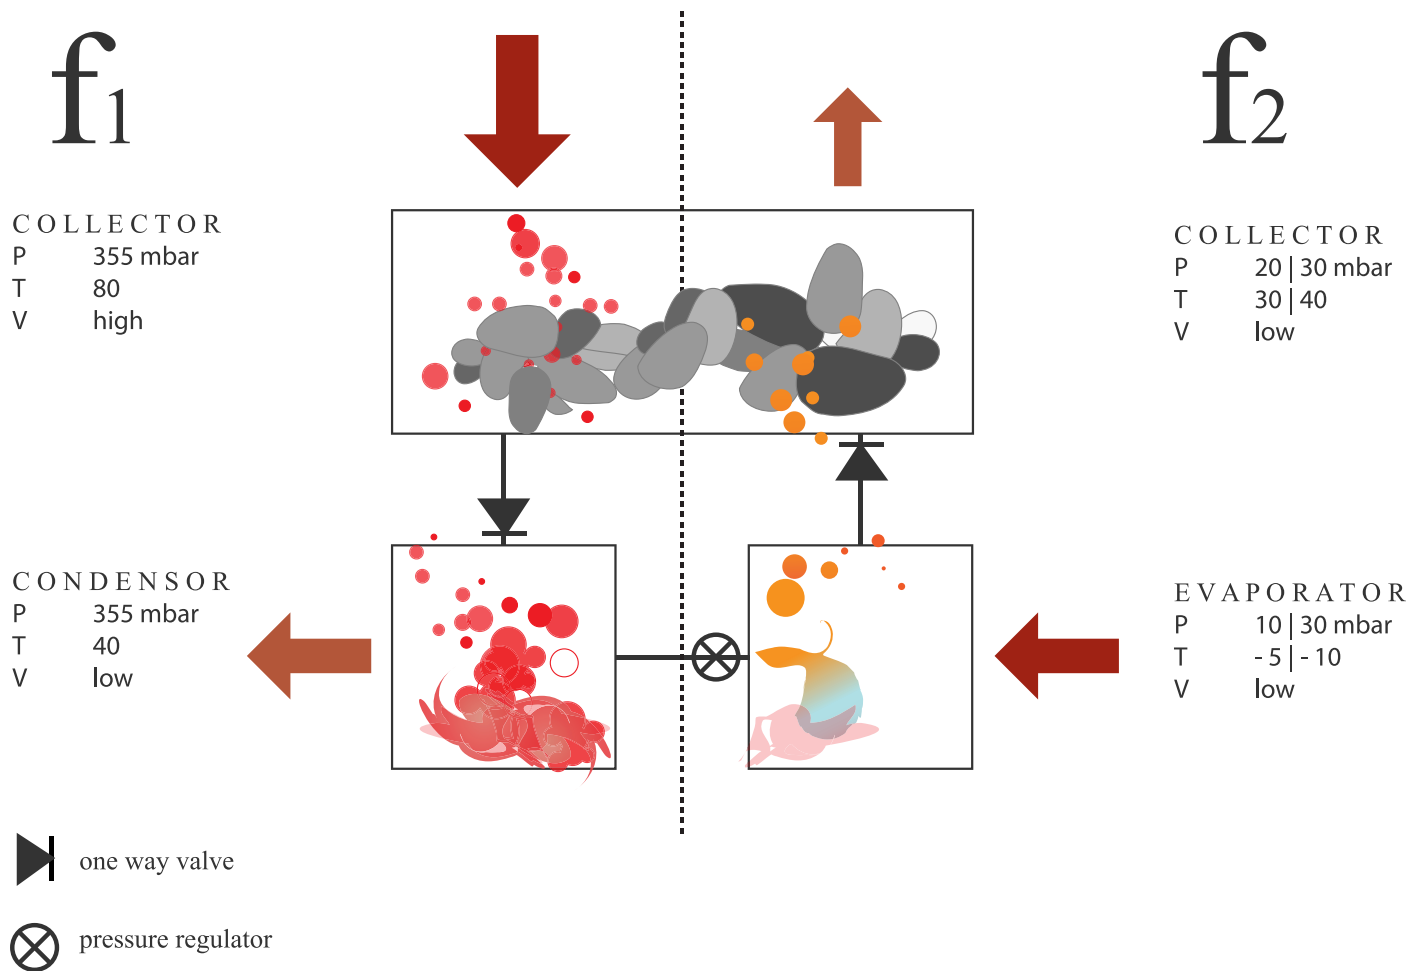 f1
f2
COLLECTOR
P 355 mbar
T 80
V high
COLLECTOR
P 20 | 30 mbar
T 30 | 40
V low
CONDENSOR
P 355 mbar
T 40
V low
EVAPORATOR
P 10 | 30 mbar
T - 5 | - 10
V low
one way valve
pressure regulator